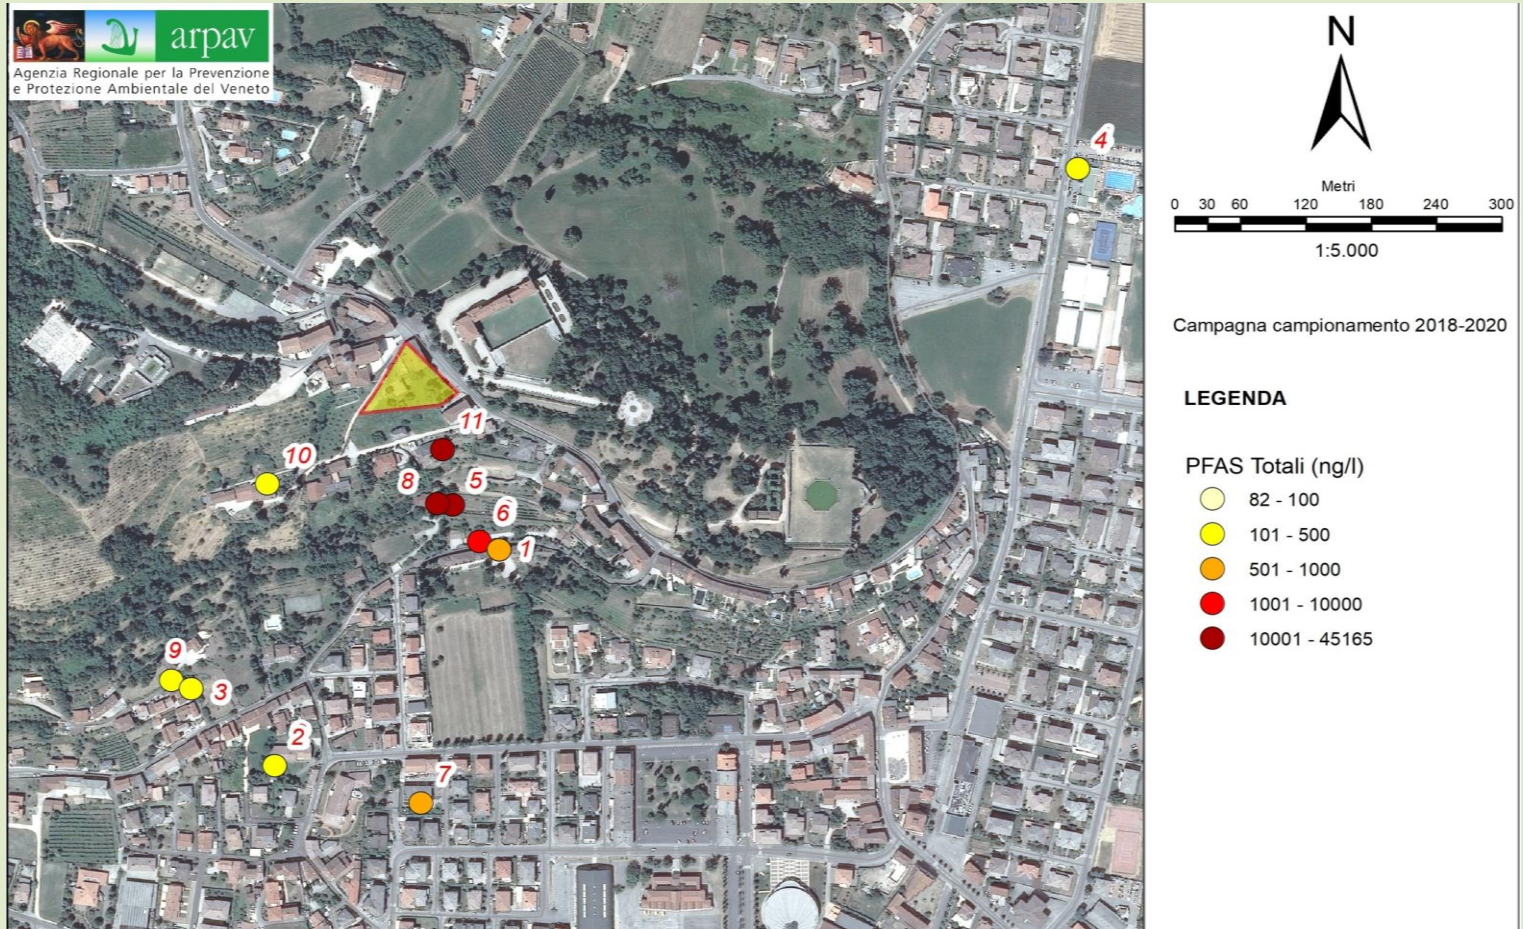 arpav
Agenzia Regionale per la Prevenzione
e Protezione Ambientale del Veneto
N
Metri
0 30 60 120 180 240 300
1:5.000
Campagna campionamento 2018-2020
LEGENDA
PFAS Totali (ng/l)
82 - 100
101 - 500
501 - 1000
1001 - 10000
10001 - 45165
4
11
10
8
5
6
1
9
3
2
7